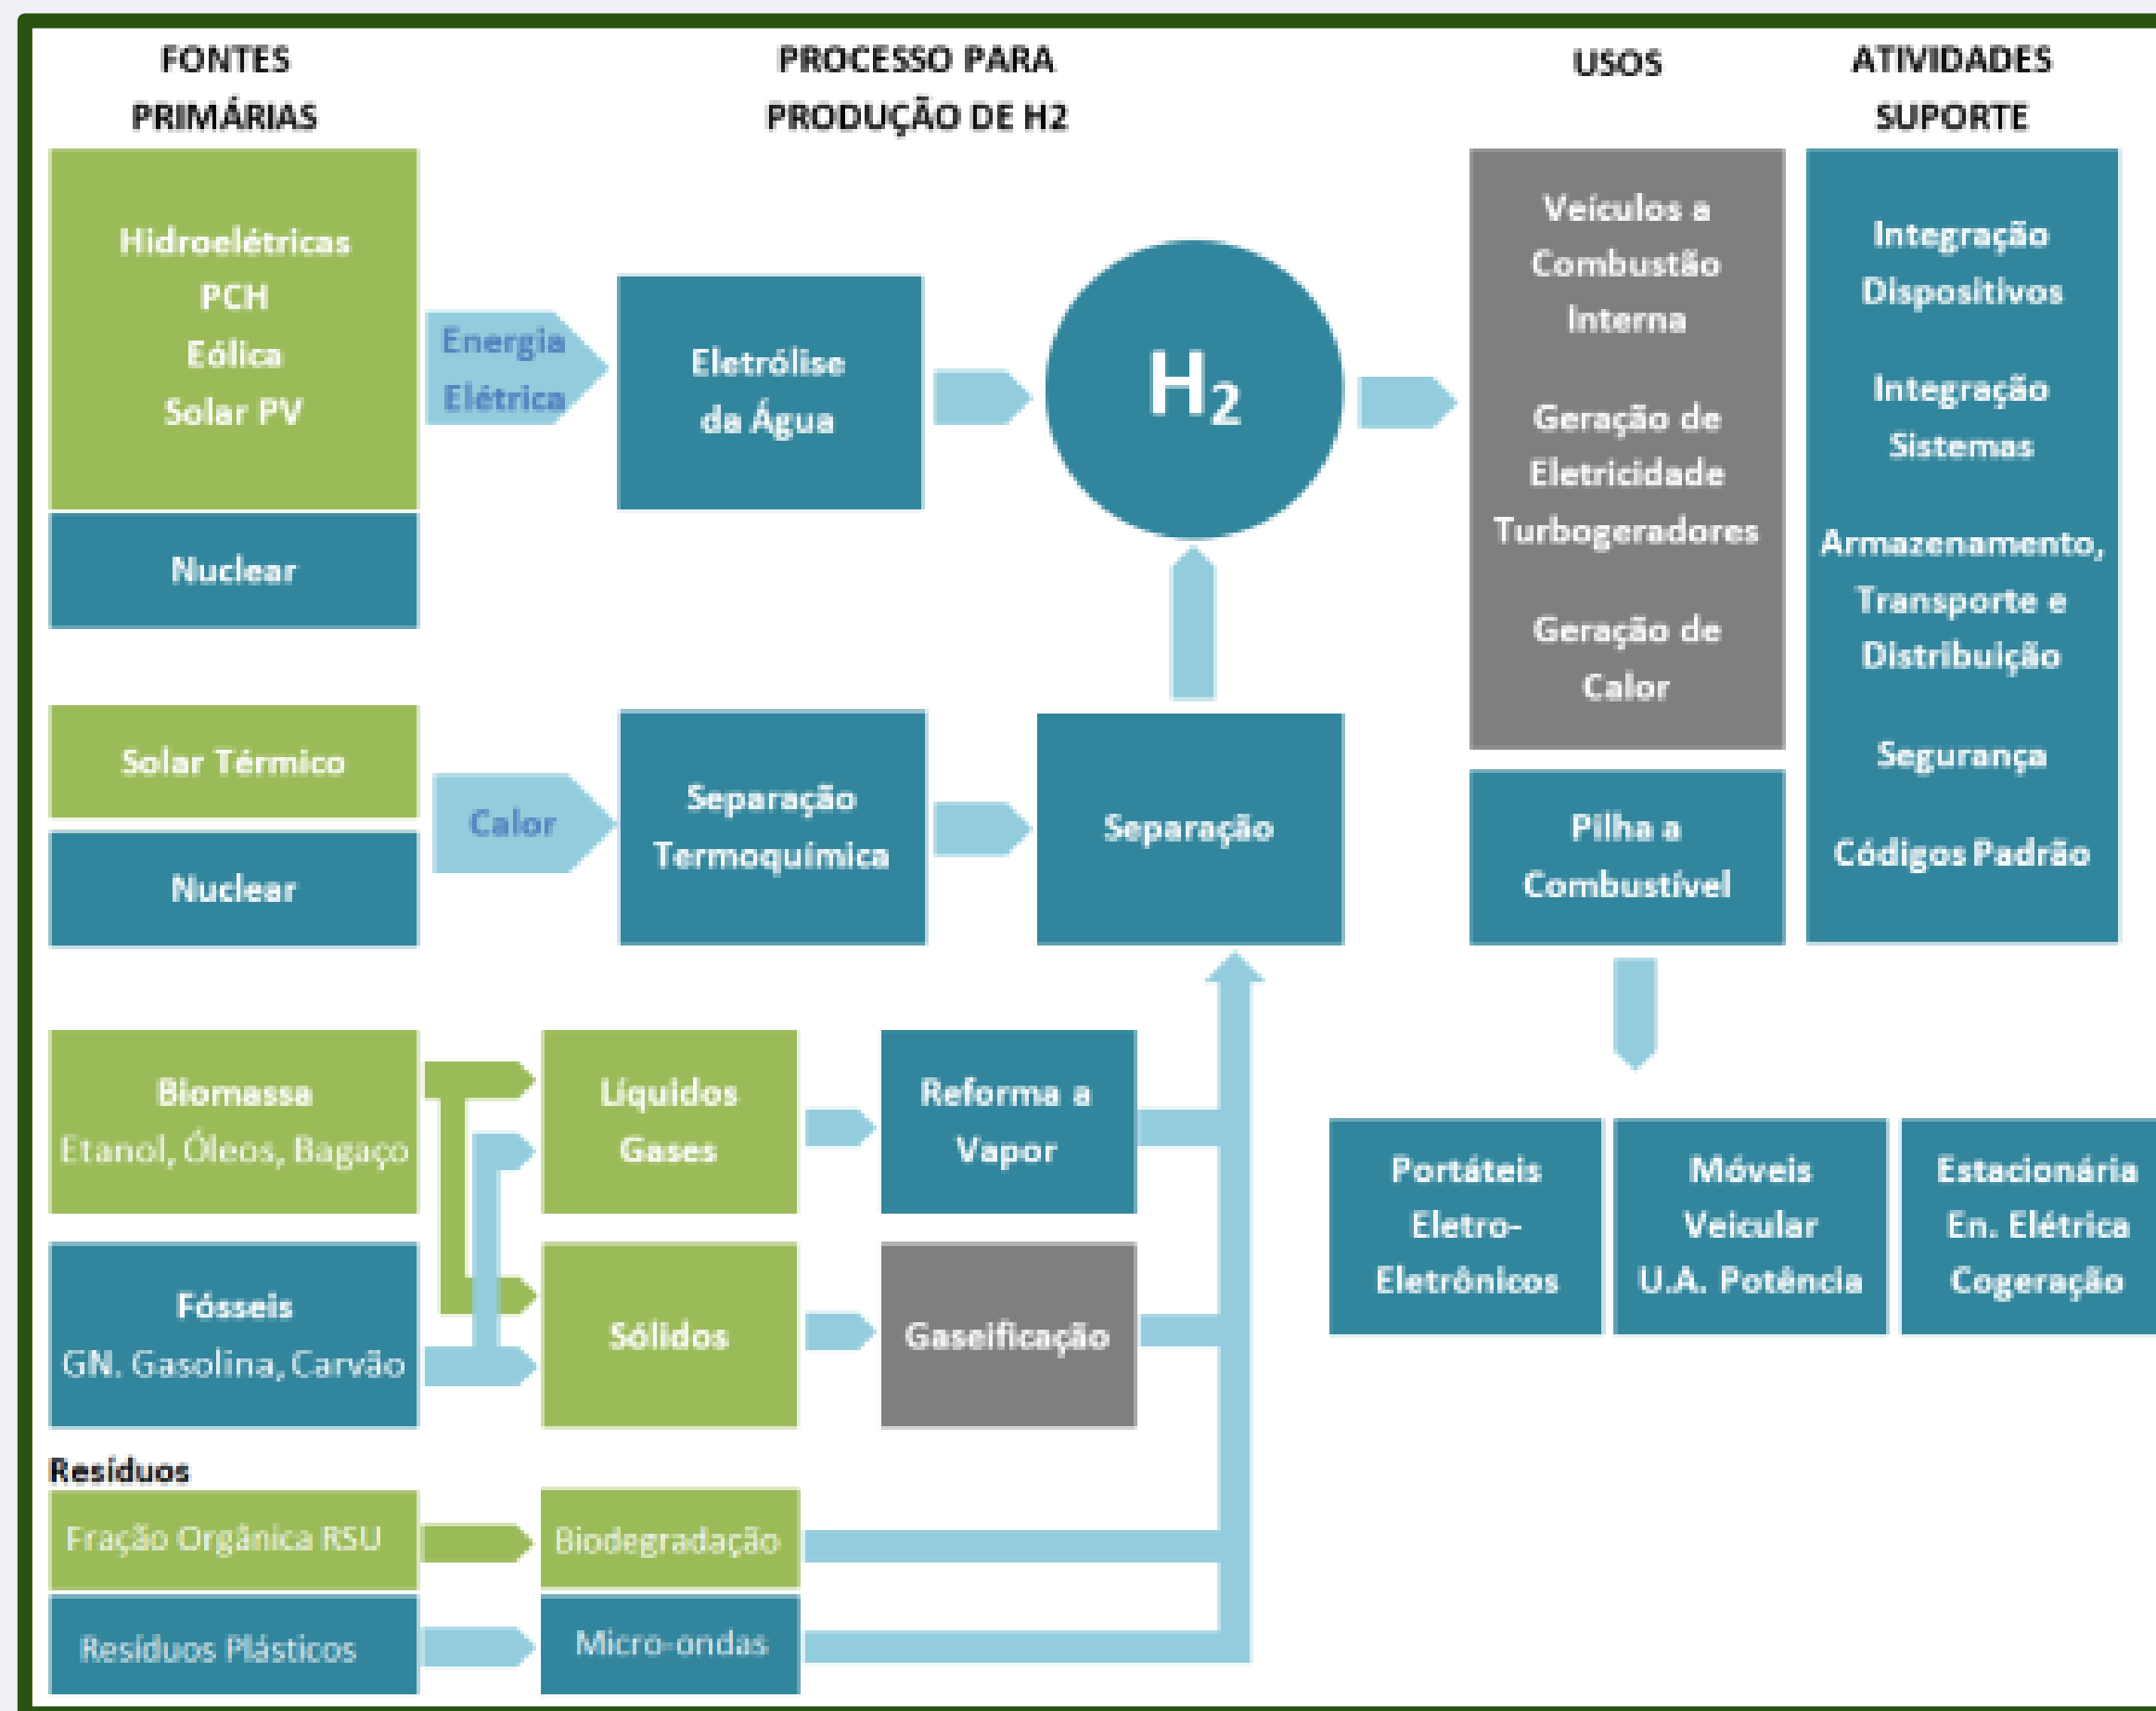 FONTES
PRIMÁRIAS
PROCESSO PARA
PRODUÇÃO DE H2
USOS
ATIVIDADES
SUPORTE
Hidroelétricas
PCH
Eólica
Solar PV
Nuclear
Energia
Elétrica
Eletrólise
da Água
H2
Veículos a
Combustão
Interna
Geração de
Eletricidade
Turbogeradores
Geração de
Calor
Integração
Dispositivos
Integração
Sistemas
Armazenamento,
Transporte e
Distribuição
Segurança
Códigos Padrão
Solar Térmico
Nuclear
Calor
Separação
Termoquímica
Separação
Pilha a
Combustível
Biomassa
Etanol, Óleos, Bagaço
Líquidos
Gases
Reforma a
Vapor
Fósseis
GN. Gasolina, Carvão
Sólidos
Gaseificação
Portáteis
Eletro-
Eletrônicos
Móveis
Veicular
U.A. Potência
Estacionária
En. Elétrica
Cogeração
Resíduos
Fração Orgânica RSU
Biodegradação
Resíduos Plásticos
Micro-ondas